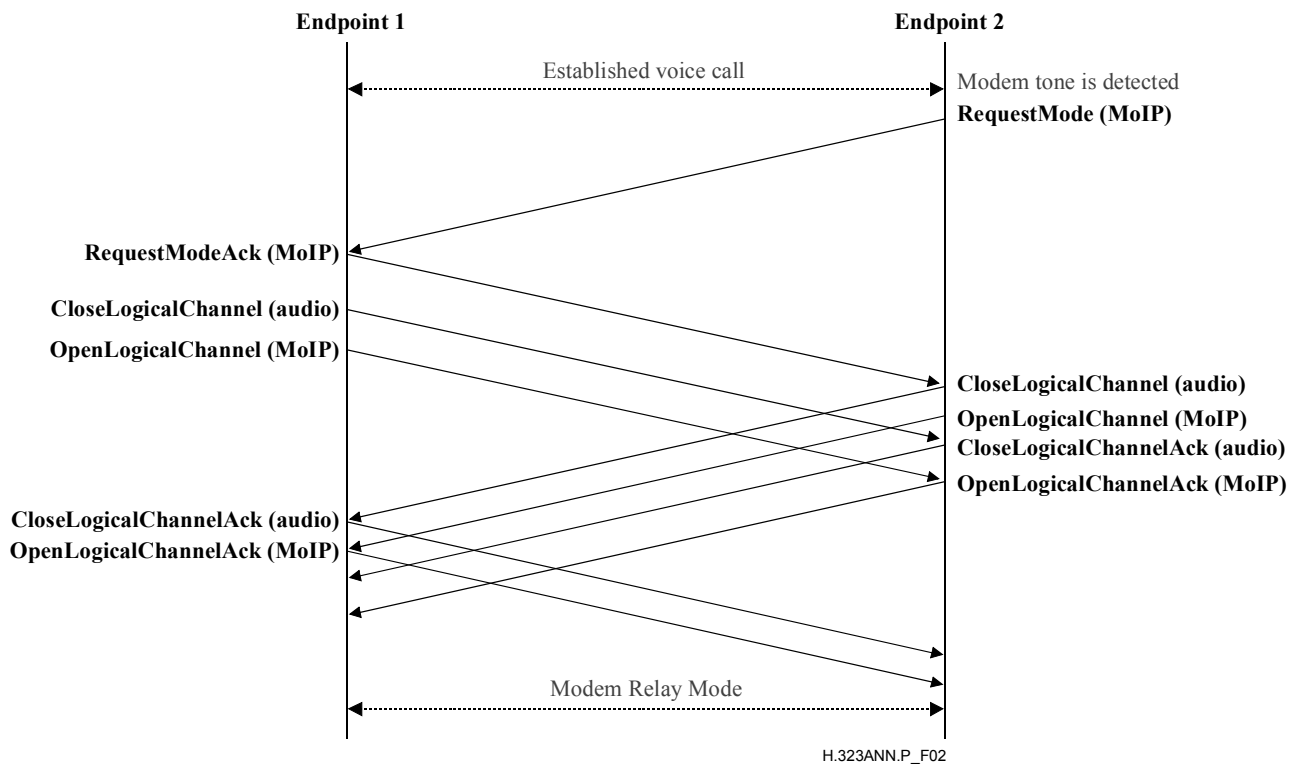 Endpoint 1
Endpoint 2
Established voice call
Modem tone is detected
RequestMode (MoIP)
RequestModeAck (MoIP)
CloseLogicalChannel (audio)
OpenLogicalChannel (MoIP)
CloseLogicalChannel (audio)
OpenLogicalChannel (MoIP)
CloseLogicalChannelAck (audio)
OpenLogicalChannelAck (MoIP)
CloseLogicalChannelAck (audio)
OpenLogicalChannelAck (MoIP)
Modem Relay Mode
H.323ANN.P_F02